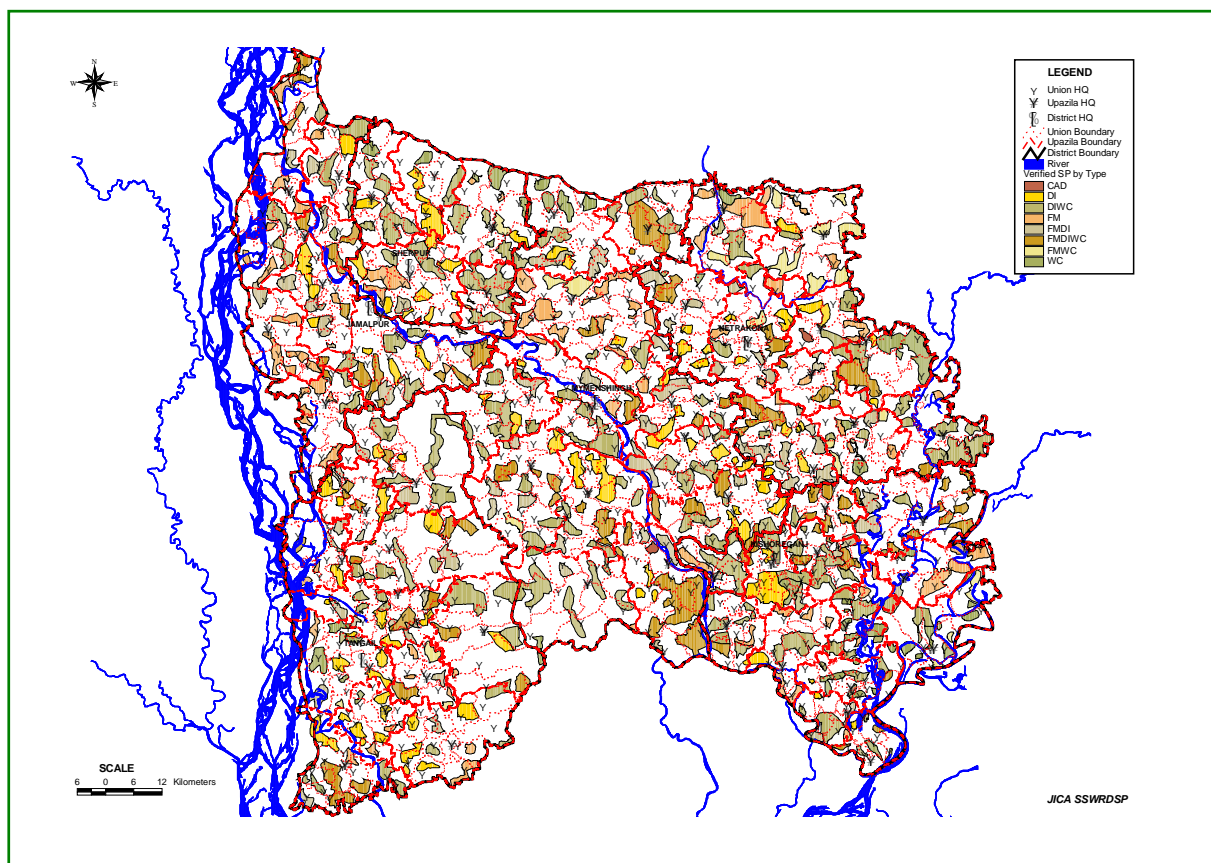 N
W E
S
LEGEND
Union HQ
Upazila HQ
District HQ
Union Boundary
Upazila Boundary
District Boundary
River
Verified SP by Type
CAD
DI
DIWC
FM
FMDI
FMDIWC
FMWC
WC
SHERPUR
JAMALPUR
NETRAKONA
MYMENSHINGH
KISHOREGANJ
TANGAIL
SCALE
6 0 6 12 Kilometers
JICA SSWRDSP